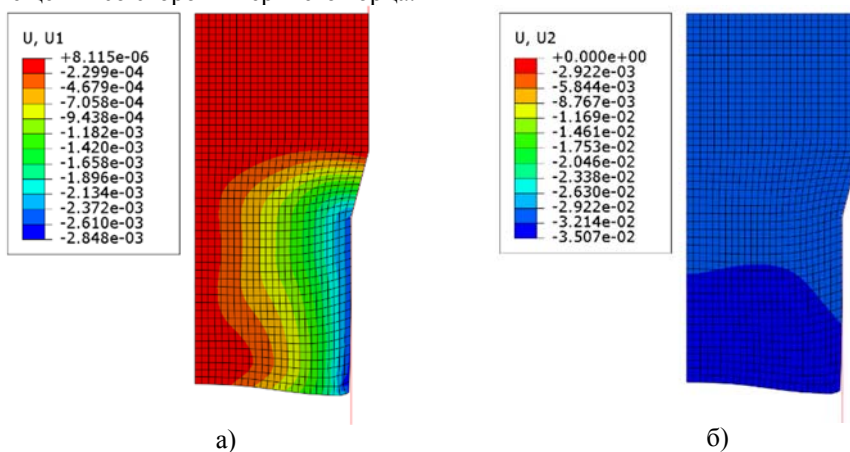 U, U1
+8.115e-06
-2.299e-04
-4.679e-04
-7.058e-04
-9.438e-04
-1.182e-03
-1.420e-03
-1.658e-03
-1.896e-03
-2.134e-03
-2.372e-03
-2.610e-03
-2.848e-03
а)
U, U2
+0.000e+00
-2.922e-03
-5.844e-03
-8.767e-03
-1.169e-02
-1.461e-02
-1.753e-02
-2.046e-02
-2.338e-02
-2.630e-02
-2.922e-02
-3.214e-02
-3.507e-02
б)